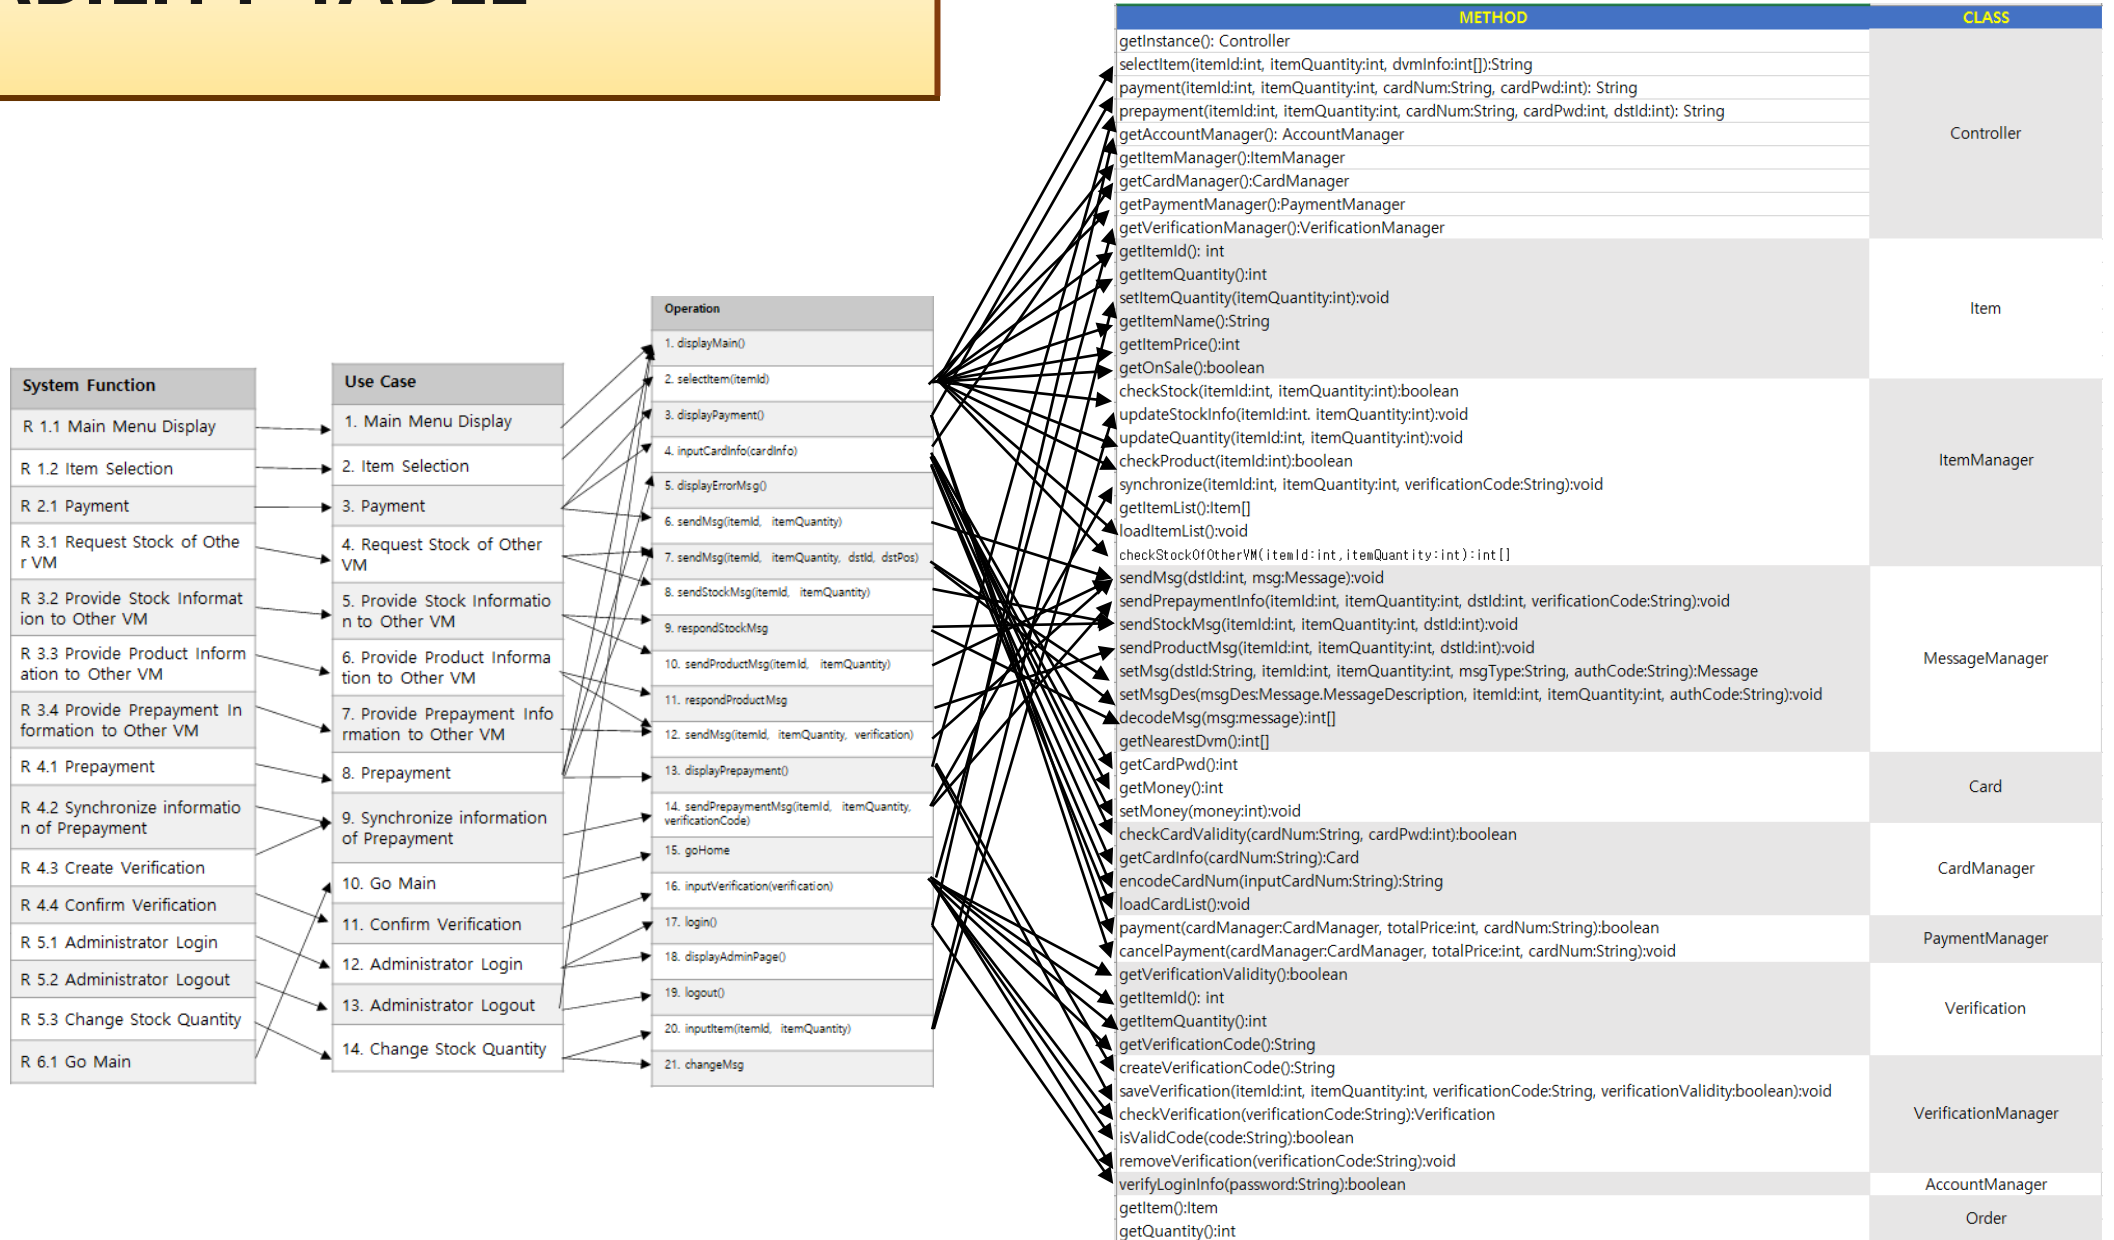 ABILITY TABLE
System Function
R 1.1 Main Menu Display
R 1.2 Item Selection
R 2.1 Payment
R 3.1 Request Stock of Othe
r VM
R 3.2 Provide Stock Informat
ion to Other VM
R 3.3 Provide Product Inform
ation to Other VM
R 3.4 Provide Prepayment In
formation to Other VM
R 4.1 Prepayment
R 4.2 Synchronize informatio
n of Prepayment
R 4.3 Create Verification
R 4.4 Confirm Verification
R 5.1 Administrator Login
R 5.2 Administrator Logout
R 5.3 Change Stock Quantity
R 6.1 Go Main
Use Case
1. Main Menu Display
2. Item Selection
3. Payment
4. Request Stock of Other
VM
5. Provide Stock Informatio
n to Other VM
6. Provide Product Informa
tion to Other VM
7. Provide Prepayment Info
rmation to Other VM
8. Prepayment
9. Synchronize information
of Prepayment
10. Go Main
11. Confirm Verification
12. Administrator Login
13. Administrator Logout
14. Change Stock Quantity
Operation
1. displayMain()
2. selectItem(itemId)
3. displayPayment()
4. inputCardInfo(cardInfo)
5. displayErrorMsg()
6. sendMsg(itemId, itemQuantity)
7. sendMsg(itemId, itemQuantity, dstId, dstPos)
8. sendStockMsg(itemId, itemQuantity)
9. respondStockMsg
10. sendProductMsg(itemId, itemQuantity)
11. respondProductMsg
12. sendMsg(itemId, itemQuantity, verification)
13. displayPrepayment()
14. sendPrepaymentMsg(itemId, itemQuantity,
verificationCode)
15. goHome
16. inputVerification(verification)
17. login()
18. displayAdminPage()
19. logout()
20. inputItem(itemId, itemQuantity)
21. changeMsg
METHOD CLASS
getInstance(): Controller
selectItem(itemId:int, itemQuantity:int, dvmInfo:int[]):String
payment(itemId:int, itemQuantity:int, cardNum:String, cardPwd:int): String
prepayment(itemId:int, itemQuantity:int, cardNum:String, cardPwd:int, dstId:int): String
getAccountManager(): AccountManager
Controller
getItemManager():ItemManager
getCardManager():CardManager
getPaymentManager():PaymentManager
getVerificationManager():VerificationManager
getItemId(): int
getItemQuantity():int
setItemQuantity(itemQuantity:int):void
Item
getItemName():String
getItemPrice():int
getOnSale():boolean
checkStock(itemId:int, itemQuantity:int):boolean
updateStockInfo(itemId:int. itemQuantity:int):void
updateQuantity(itemId:int, itemQuantity:int):void
checkProduct(itemId:int):boolean
ItemManager
synchronize(itemId:int, itemQuantity:int, verificationCode:String):void
getItemList():Item[]
loadItemList():void
checkStockOfOtherVM(itemId:int,itemQuantity:int):int[]
sendMsg(dstId:int, msg:Message):void
sendPrepaymentInfo(itemId:int, itemQuantity:int, dstId:int, verificationCode:String):void
sendStockMsg(itemId:int, itemQuantity:int, dstId:int):void
sendProductMsg(itemId:int, itemQuantity:int, dstId:int):void
MessageManager
setMsg(dstId:String, itemId:int, itemQuantity:int, msgType:String, authCode:String):Message
setMsgDes(msgDes:Message.MessageDescription, itemId:int, itemQuantity:int, authCode:String):void
decodeMsg(msg:message):int[]
getNearestDvm():int[]
getCardPwd():int
getMoney():int
Card
setMoney(money:int):void
checkCardValidity(cardNum:String, cardPwd:int):boolean
getCardInfo(cardNum:String):Card
CardManager
encodeCardNum(inputCardNum:String):String
loadCardList():void
payment(cardManager:CardManager, totalPrice:int, cardNum:String):boolean
PaymentManager
cancelPayment(cardManager:CardManager, totalPrice:int, cardNum:String):void
getVerificationValidity():boolean
getItemId(): int
Verification
getItemQuantity():int
getVerificationCode():String
createVerificationCode():String
saveVerification(itemId:int, itemQuantity:int, verificationCode:String, verificationValidity:boolean):void
checkVerification(verificationCode:String):Verification
VerificationManager
isValidCode(code:String):boolean
removeVerification(verificationCode:String):void
verifyLoginInfo(password:String):boolean
AccountManager
getItem():Item
Order
getQuantity():int